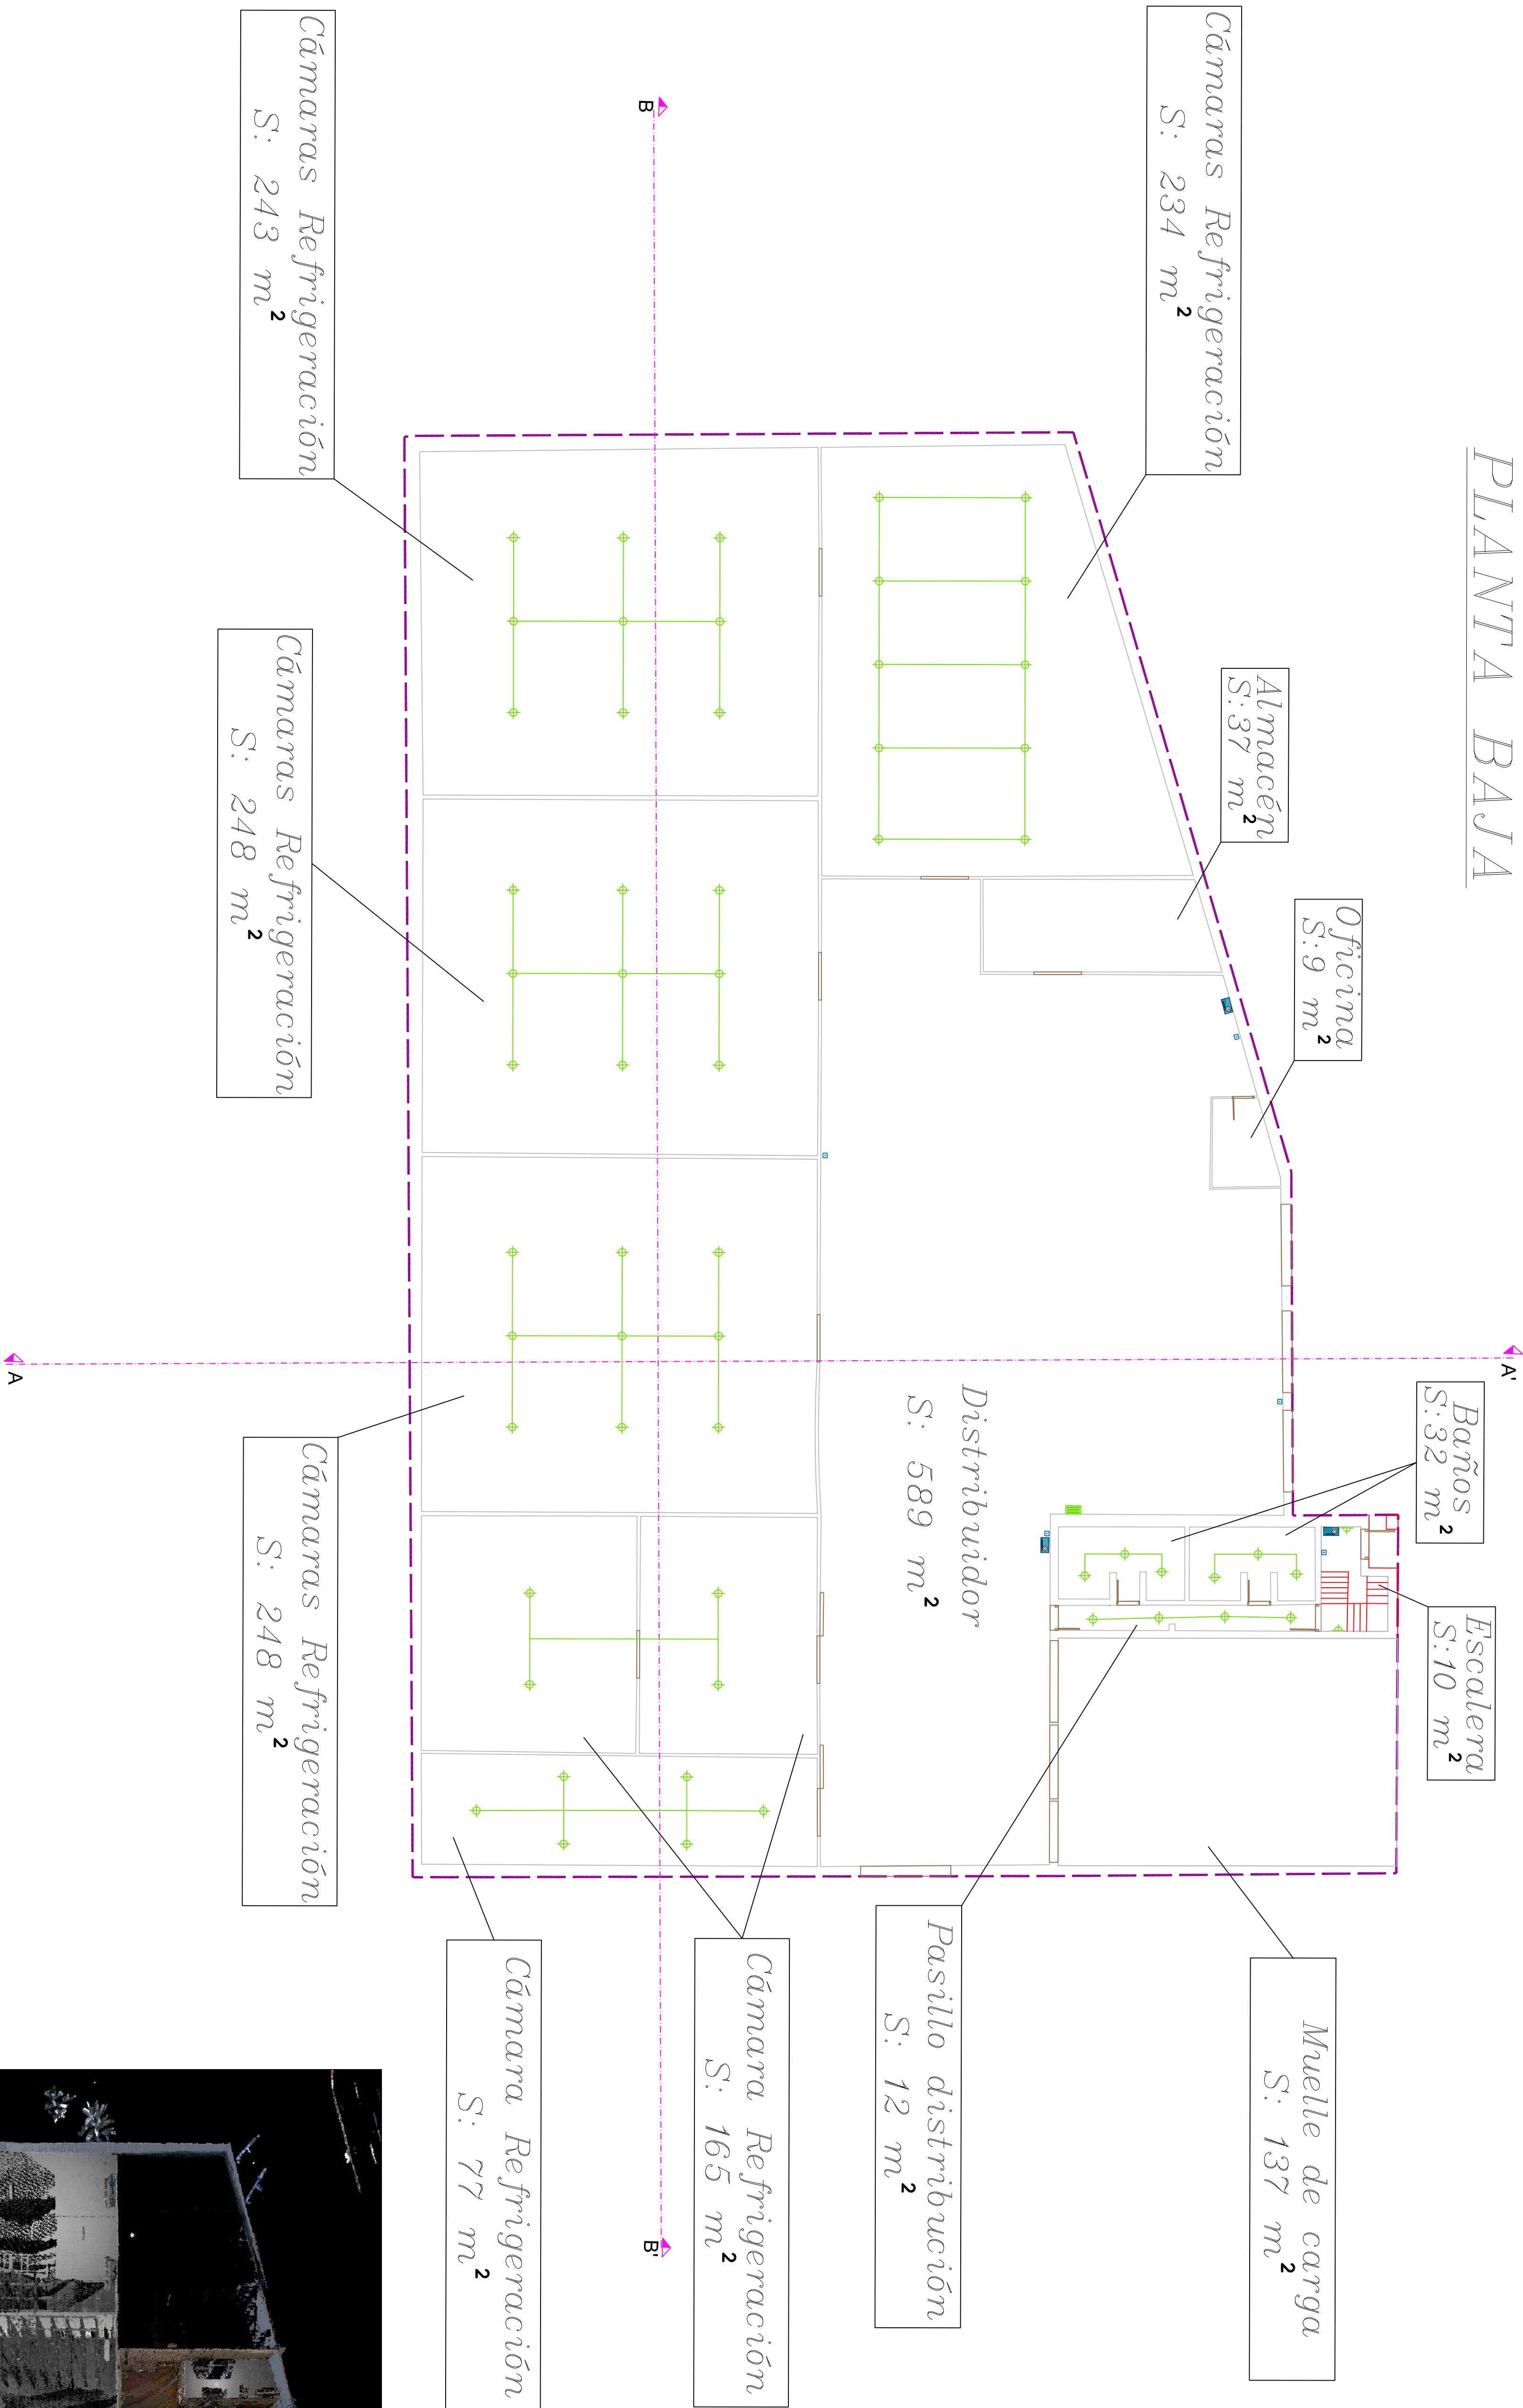 PLANTA BAJA
Cámaras Refrigeración
S: 234 m²
Almacén
S:37 m²
Oficina
S:9 m²
Baños
S:32 m²
Escalera
S:10 m²
Muelle de carga
S: 137 m²
Pasillo distribución
S: 12 m²
Distribuidor
S: 589 m²
Cámara Refrigeración
S: 165 m²
Cámara Refrigeración
S: 77 m²
Cámaras Refrigeración
S: 243 m²
Cámaras Refrigeración
S: 248 m²
Cámaras Refrigeración
S: 248 m²
A
A'
B
B'